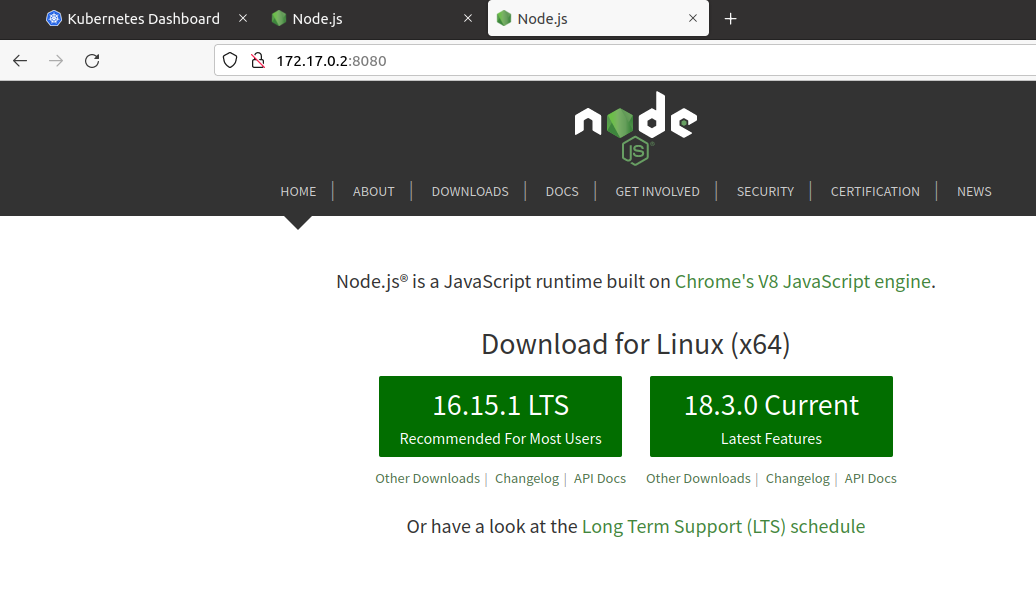 Kubernetes Dashboard × Node.js × Node.js × +
172.17.0.2:8080
node
JS
HOME | ABOUT | DOWNLOADS | DOCS | GET INVOLVED | SECURITY | CERTIFICATION | NEWS
Node.js® is a JavaScript runtime built on Chrome's V8 JavaScript engine.
Download for Linux (x64)
16.15.1 LTS 18.3.0 Current
Recommended For Most Users Latest Features
Other Downloads | Changelog | API Docs Other Downloads | Changelog | API Docs
Or have a look at the Long Term Support (LTS) schedule